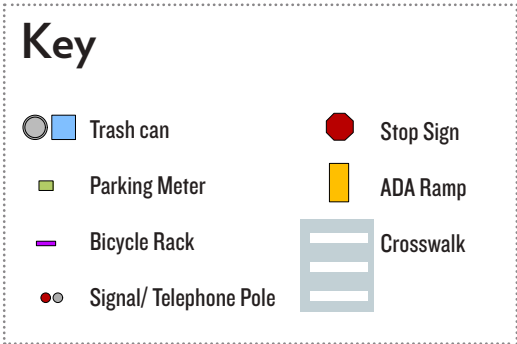 Key
Trash can
Parking Meter
Bicycle Rack
Signal/ Telephone Pole
Stop Sign
ADA Ramp
Crosswalk